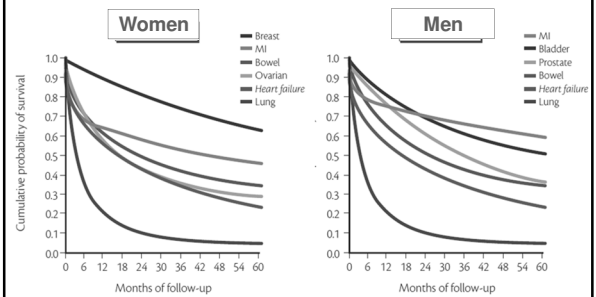 Women
Breast
MI
Bowel
Ovarian
Heart failure
Lung
Cumulative probability of survival
1.0
0.9
0.8
0.7
0.6
0.5
0.4
0.3
0.2
0.1
0.0
0 6 12 18 24 30 36 42 48 54 60
Months of follow-up
Men
MI
Bladder
Prostate
Bowel
Heart failure
Lung
1.0
0.9
0.8
0.7
0.6
0.5
0.4
0.3
0.2
0.1
0.0
0 6 12 18 24 30 36 42 48 54 60
Months of follow-up